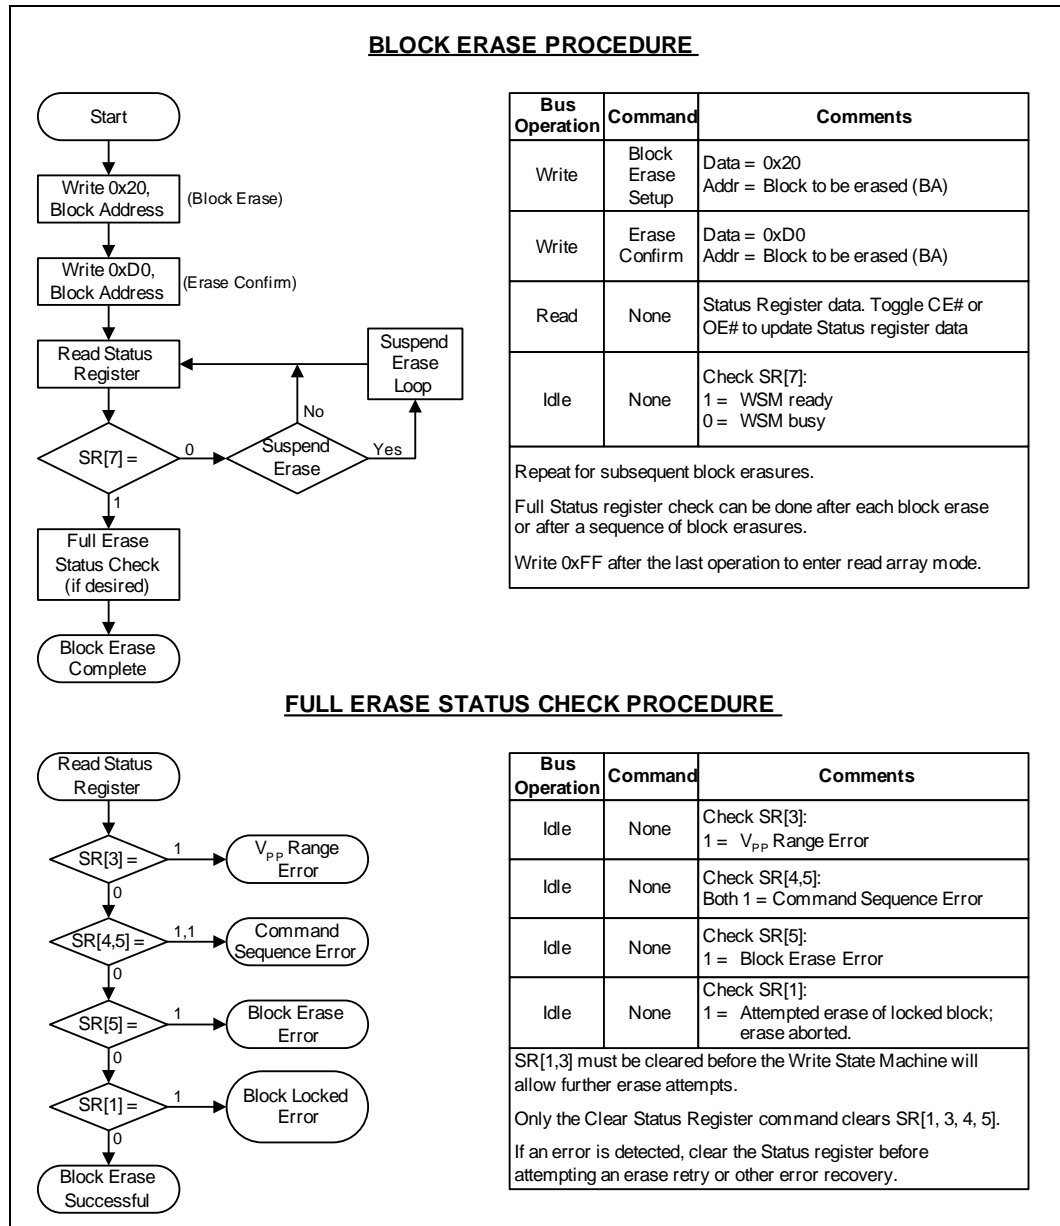 BLOCK ERASE PROCEDURE
Start
Write 0x20,
Block Address
(Block Erase)
Write 0xD0,
Block Address
(Erase Confirm)
Read Status
Register
Suspend
Erase
Loop
No
SR[7] =
0
Suspend
Erase
Yes
1
Full Erase
Status Check
(if desired)
Block Erase
Complete
Bus
Operation
Command
Comments
Write
Block
Erase
Setup
Data = 0x20
Addr = Block to be erased (BA)
Write
Erase
Confirm
Data = 0xD0
Addr = Block to be erased (BA)
Read
None
Status Register data. Toggle CE# or
OE# to update Status register data
Idle
None
Check SR[7]:
1 = WSM ready
0 = WSM busy
Repeat for subsequent block erasures.
Full Status register check can be done after each block erase
or after a sequence of block erasures.
Write 0xFF after the last operation to enter read array mode.
FULL ERASE STATUS CHECK PROCEDURE
Read Status
Register
SR[3] =
1
VPP Range
Error
0
SR[4,5] =
1,1
Command
Sequence Error
0
SR[5] =
1
Block Erase
Error
0
SR[1] =
1
Block Locked
Error
0
Block Erase
Successful
Bus
Operation
Command
Comments
Idle
None
Check SR[3]:
1 = VPP Range Error
Idle
None
Check SR[4,5]:
Both 1 = Command Sequence Error
Idle
None
Check SR[5]:
1 = Block Erase Error
Idle
None
Check SR[1]:
1 = Attempted erase of locked block;
erase aborted.
SR[1,3] must be cleared before the Write State Machine will
allow further erase attempts.
Only the Clear Status Register command clears SR[1, 3, 4, 5].
If an error is detected, clear the Status register before
attempting an erase retry or other error recovery.